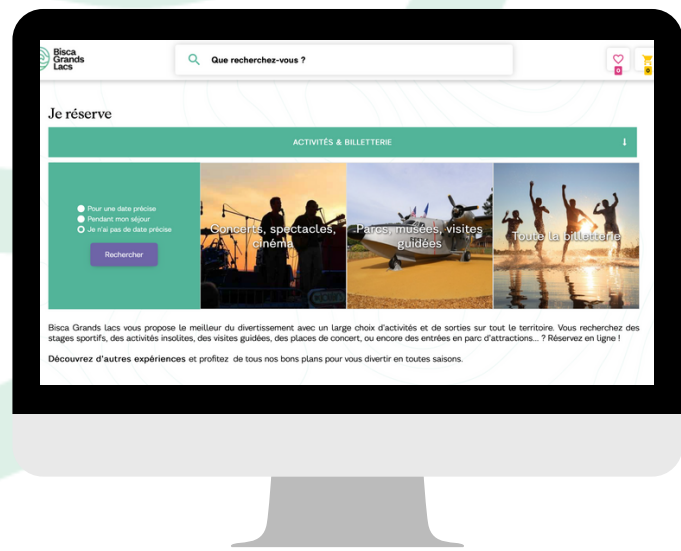 Bisca
Grands
Lacs
Que recherchez-vous ?
0
0
Je réserve
ACTIVITÉS & BILLETTERIE
Pour une date précise
Pendant mon séjour
Je n'ai pas de date précise
Rechercher
Concerts, spectacles,
cinéma
Parcs, musées, visites
guidées
Toute la billetterie
Bisca Grands lacs vous propose le meilleur du divertissement avec un large choix d'activités et de sorties sur tout le territoire. Vous recherchez des
stages sportifs, des activités insolites, des visites guidées, des places de concert, ou encore des entrées en parc d'attractions... ? Réservez en ligne !
Découvrez d'autres expériences et profitez de tous nos bons plans pour vous divertir en toutes saisons.